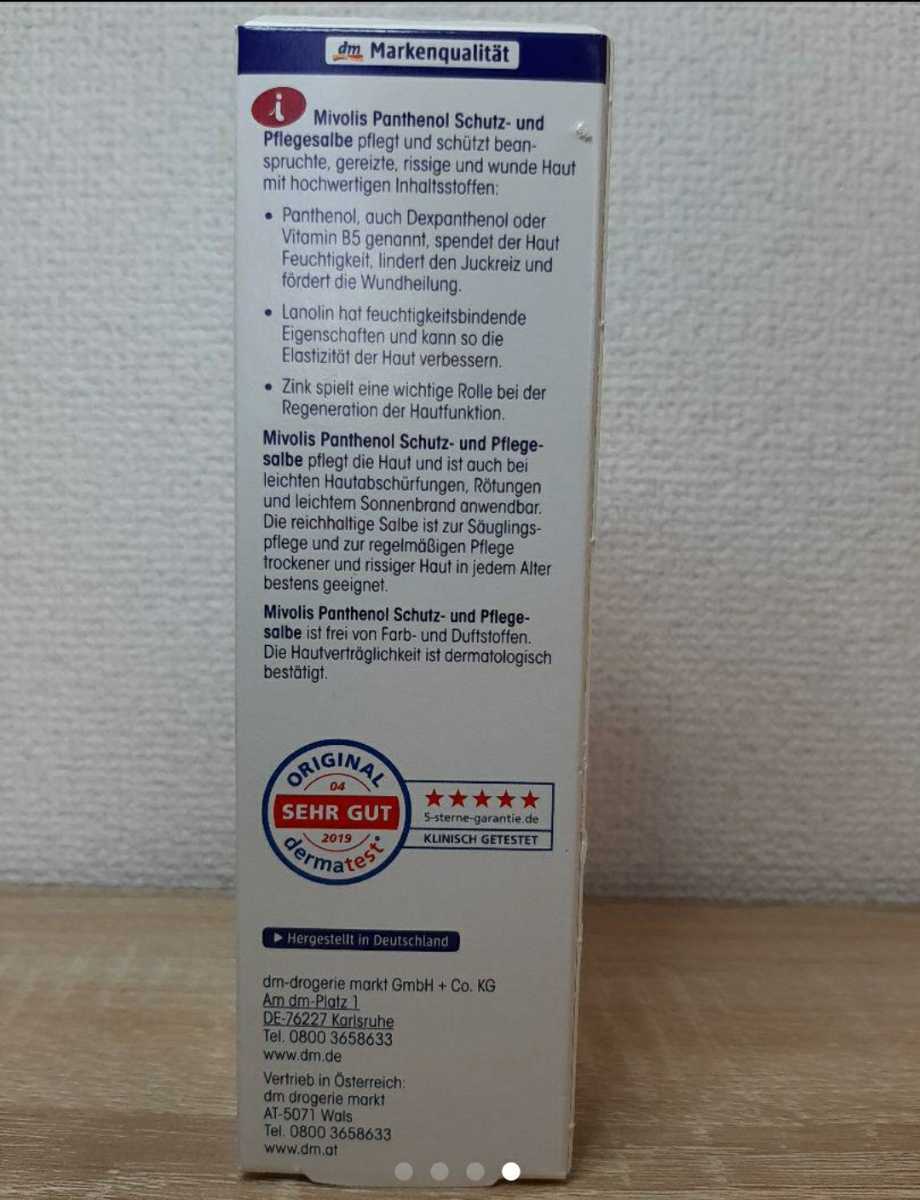 dm Markenqualität
i
Mivolis Panthenol Schutz- und
Pflegesalbe pflegt und schützt bean-
spruchte, gereizte, rissige und wunde Haut
mit hochwertigen Inhaltsstoffen:
• Panthenol, auch Dexpanthenol oder
Vitamin B5 genannt, spendet der Haut
Feuchtigkeit, lindert den Juckreiz und
fördert die Wundheilung.
• Lanolin hat feuchtigkeitsbindende
Eigenschaften und kann so die
Elastizität der Haut verbessern.
• Zink spielt eine wichtige Rolle bei der
Regeneration der Hautfunktion.
Mivolis Panthenol Schutz- und Pflege-
salbe pflegt die Haut und ist auch bei
leichten Hautabschürfungen, Rötungen
und leichtem Sonnenbrand anwendbar.
Die reichhaltige Salbe ist zur Säuglings-
pflege und zur regelmäßigen Pflege
trockener und rissiger Haut in jedem Alter
bestens geeignet.
Mivolis Panthenol Schutz- und Pflege-
salbe ist frei von Farb- und Duftstoffen.
Die Hautverträglichkeit ist dermatologisch
bestätigt.
ORIGINAL
04
SEHR GUT
2019
dermatest®
5-sterne-garantie.de
KLINISCH GETESTET
Hergestellt in Deutschland
dm-drogerie markt GmbH + Co. KG
Am dm-Platz 1
DE-76227 Karlsruhe
Tel. 0800 3658633
www.dm.de
Vertrieb in Österreich:
dm drogerie markt
AT-5071 Wals
Tel. 0800 3658633
www.dm.at